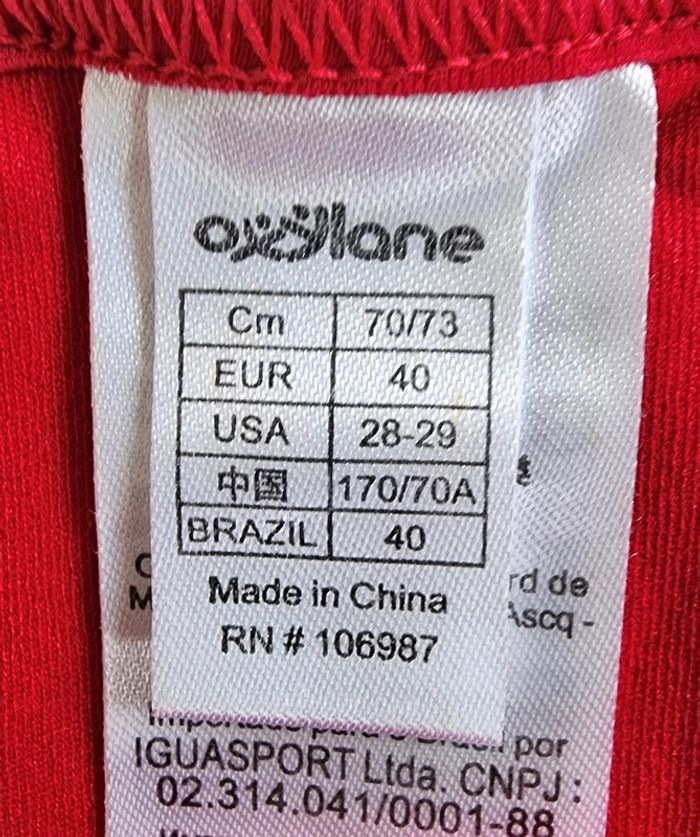 oxylane
Cm 70/73
EUR 40
USA 28-29
中国 170/70A
BRAZIL 40
Made in China
RN # 106987
rd de
Ascq -
por
IGUASPORT Ltda. CNPJ :
02.314.041/0001-88